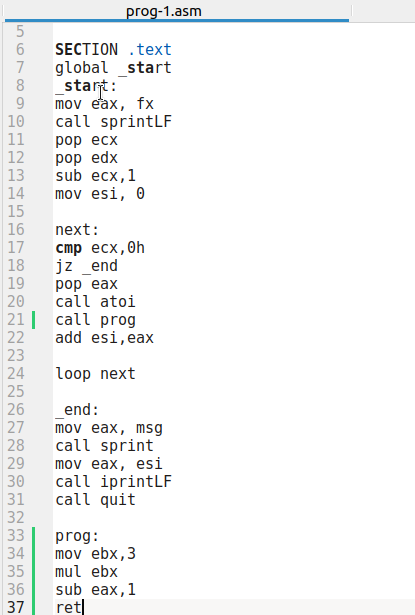 prog-1.asm
5
6 SECTION .text
7 global _start
8 _start:
9 mov eax, fx
10 call sprintLF
11 pop ecx
12 pop edx
13 sub ecx,1
14 mov esi, 0
15
16 next:
17 cmp ecx,0h
18 jz _end
19 pop eax
20 call atoi
21 call prog
22 add esi,eax
23
24 loop next
25
26 _end:
27 mov eax, msg
28 call sprint
29 mov eax, esi
30 call iprintLF
31 call quit
32
33 prog:
34 mov ebx,3
35 mul ebx
36 sub eax,1
37 ret